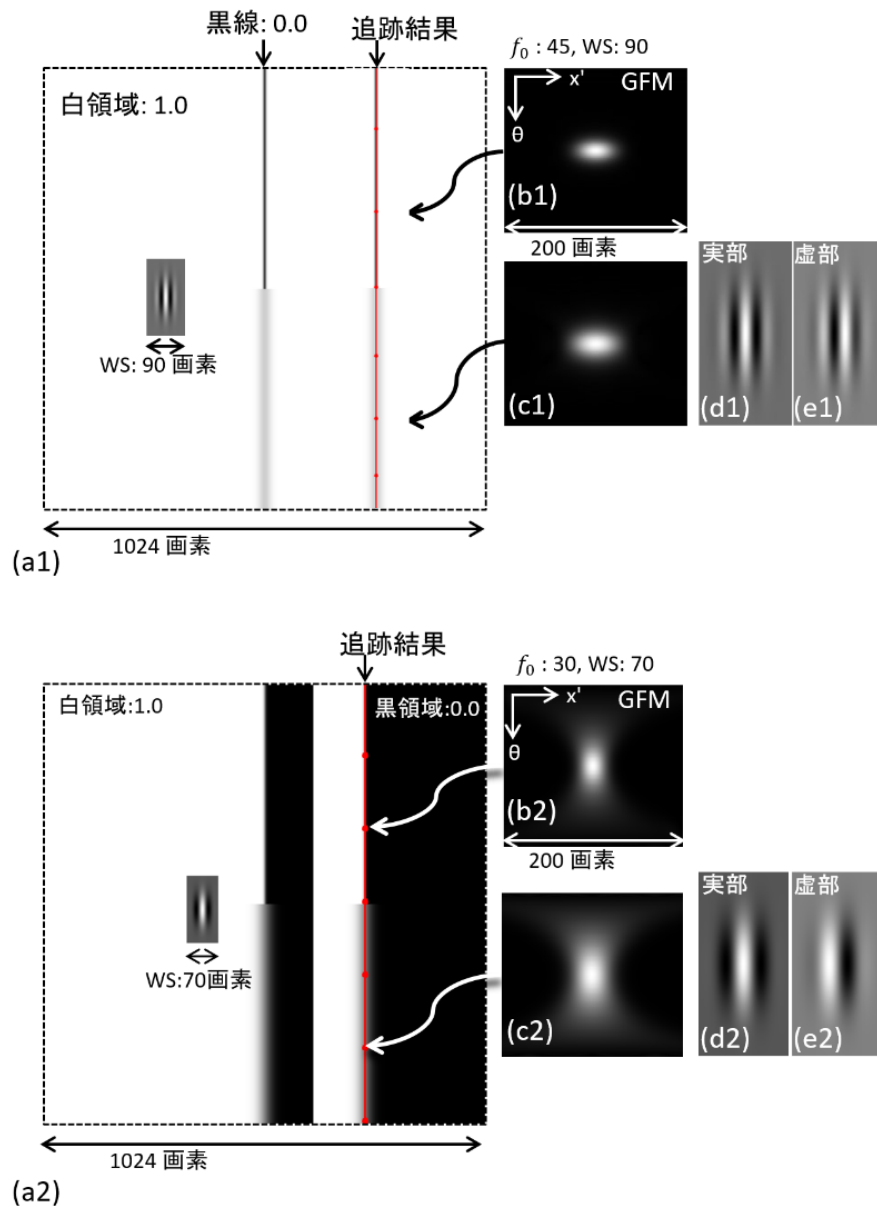 黒線: 0.0
追跡結果
白領域: 1.0
WS: 90 画素
1024 画素
(a1)
f₀ : 45, WS: 90
x'
GFM
θ
(b1)
200 画素
(c1)
実部
虚部
(d1)
(e1)
追跡結果
白領域:1.0
黒領域:0.0
WS:70画素
1024 画素
(a2)
f₀ : 30, WS: 70
x'
GFM
θ
(b2)
200 画素
(c2)
実部
虚部
(d2)
(e2)